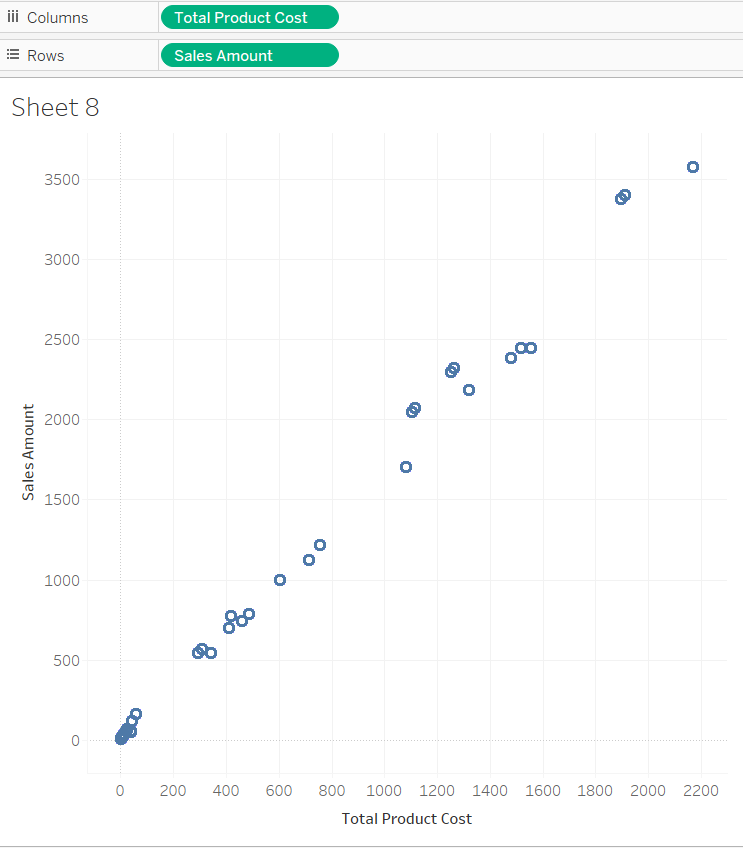 Columns Total Product Cost
Rows Sales Amount
Sheet 8
3500
3000
2500
2000
1500
1000
500
0
Sales Amount
0 200 400 600 800 1000 1200 1400 1600 1800 2000 2200
Total Product Cost